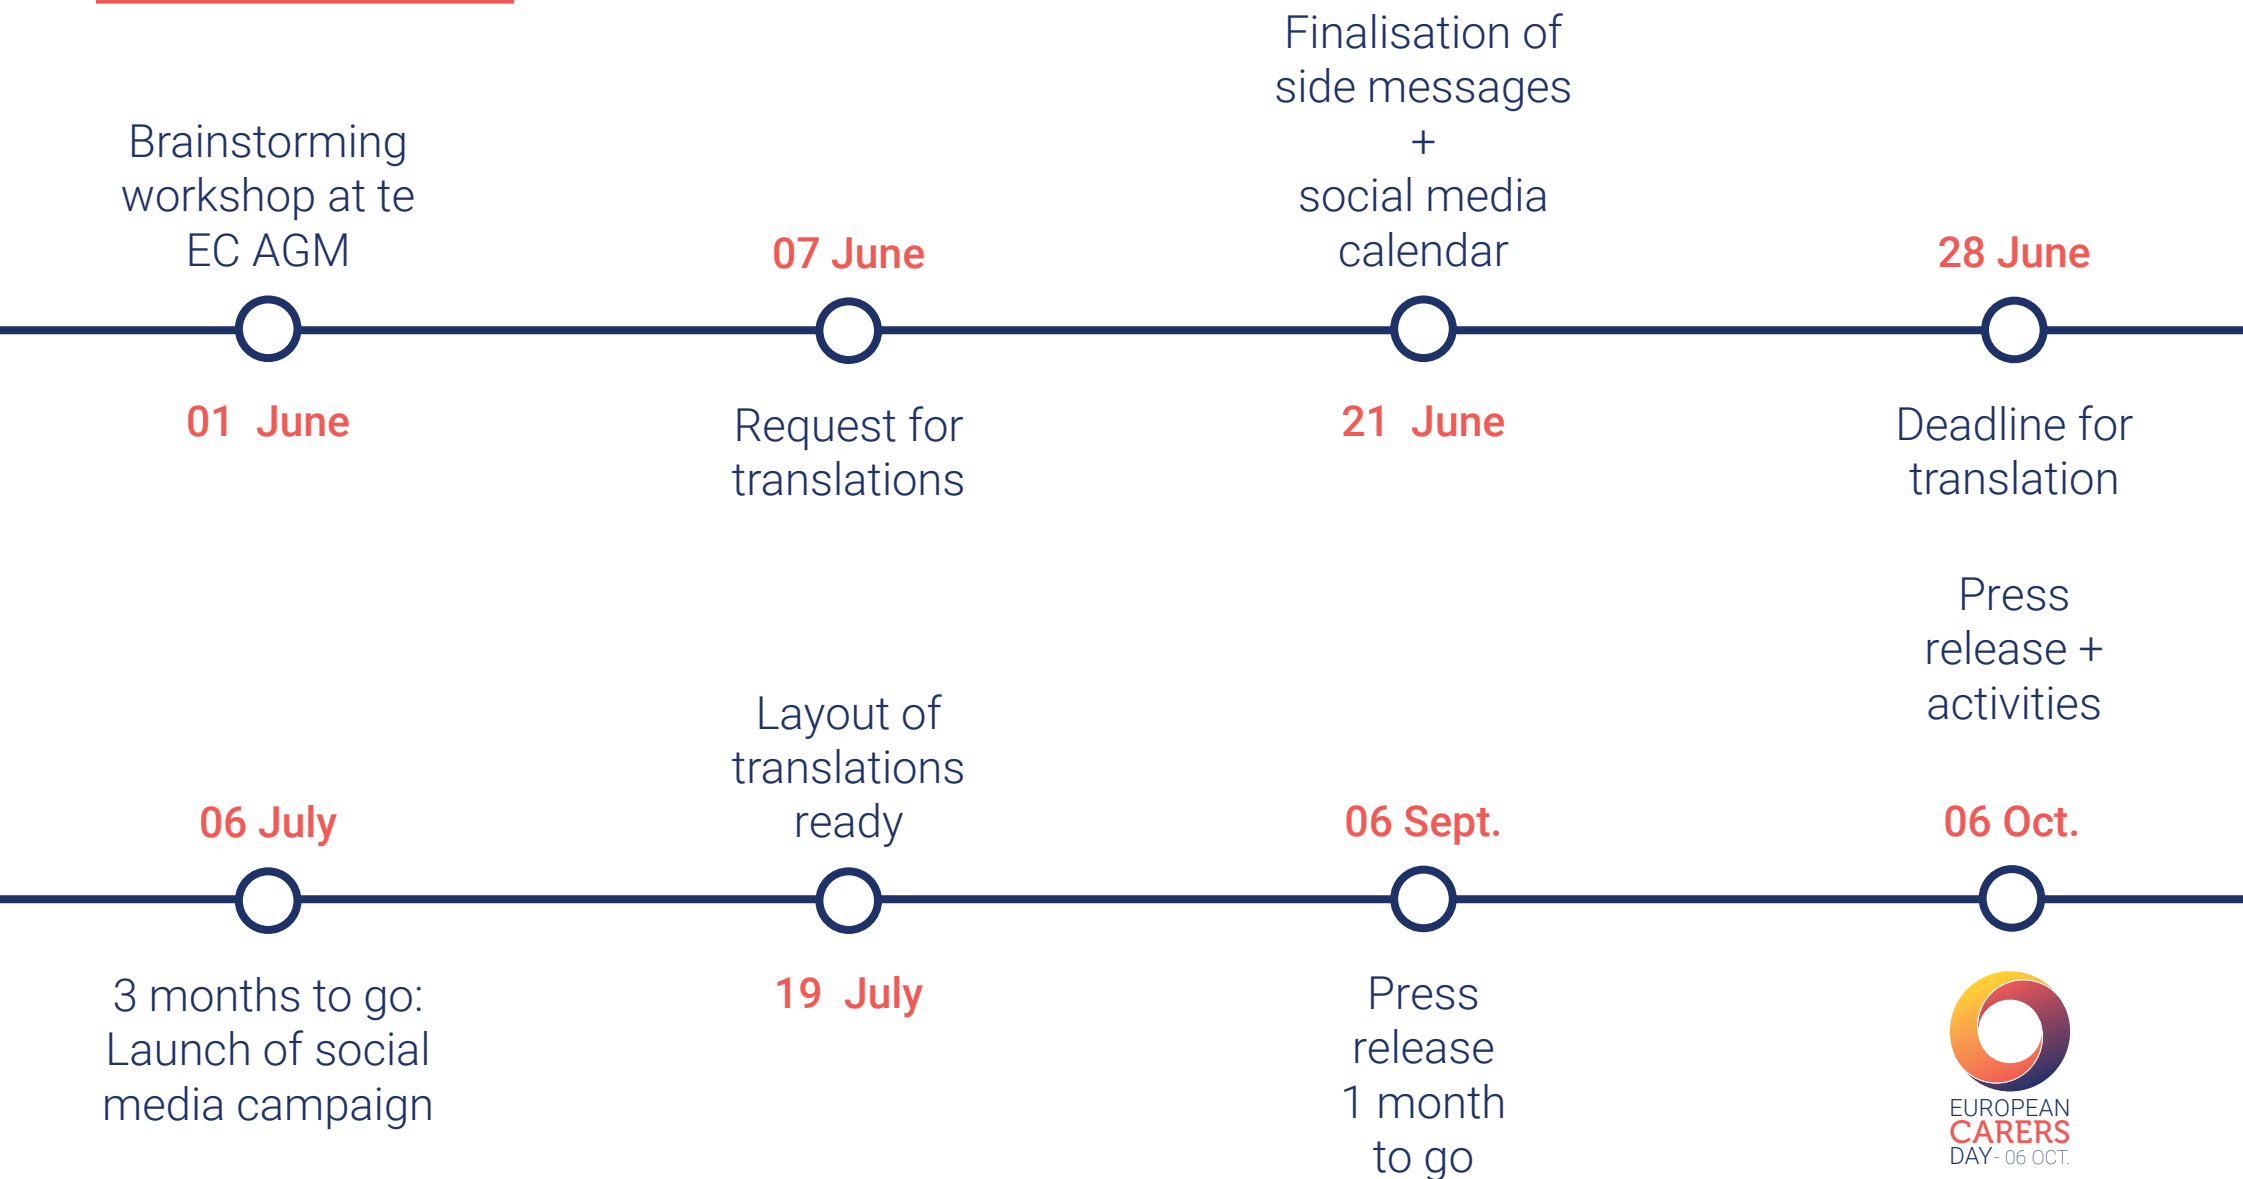 Brainstorming
workshop at te
EC AGM
01 June
07 June
Request for
translations
Finalisation of
side messages
+
social media
calendar
21 June
28 June
Deadline for
translation
06 July
3 months to go:
Launch of social
media campaign
Layout of
translations
ready
19 July
06 Sept.
Press
release
1 month
to go
Press
release +
activities
06 Oct.
EUROPEAN
CARERS
DAY - 06 OCT.